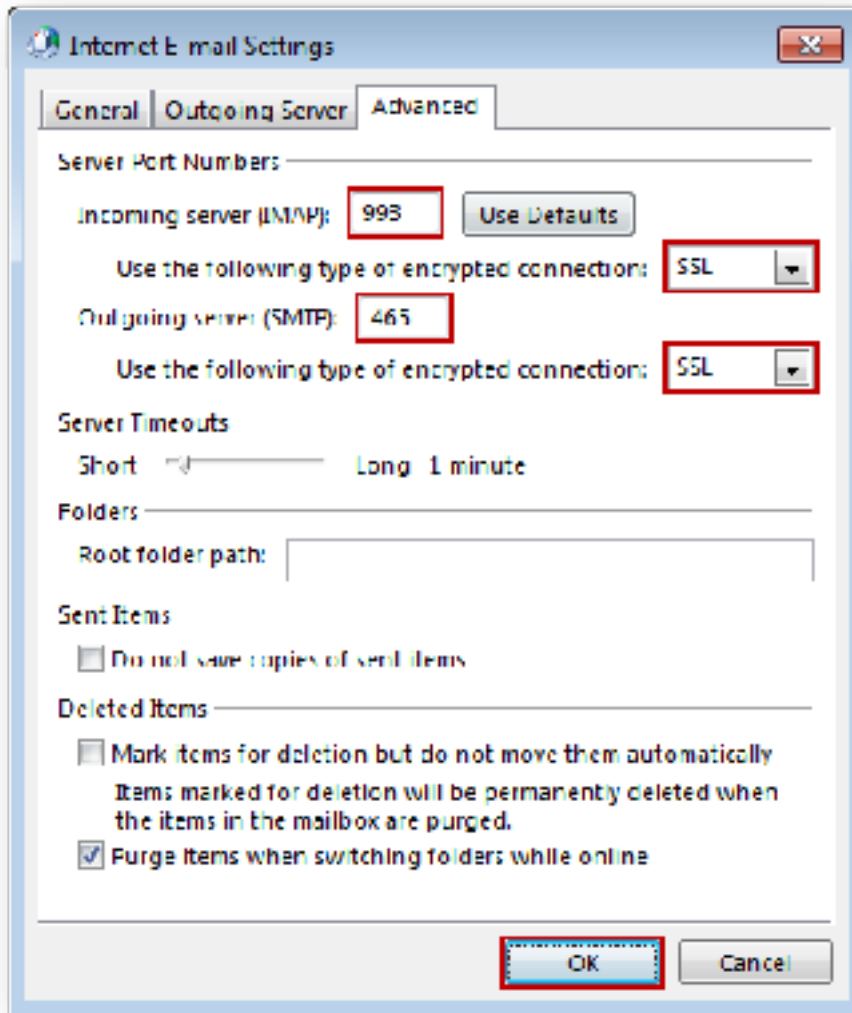 Internet E-mail Settings
General Outgoing Server Advanced
Server Port Numbers
Incoming server (IMAP): 993 Use Defaults
Use the following type of encrypted connection: SSL
Outgoing server (SMTP): 465
Use the following type of encrypted connection: SSL
Server Timeouts
Short Long 1 minute
Folders
Root folder path:
Sent Items
Do not save copies of sent items
Deleted Items
Mark items for deletion but do not move them automatically
Items marked for deletion will be permanently deleted when
the items in the mailbox are purged.
Purge items when switching folders while online
OK Cancel